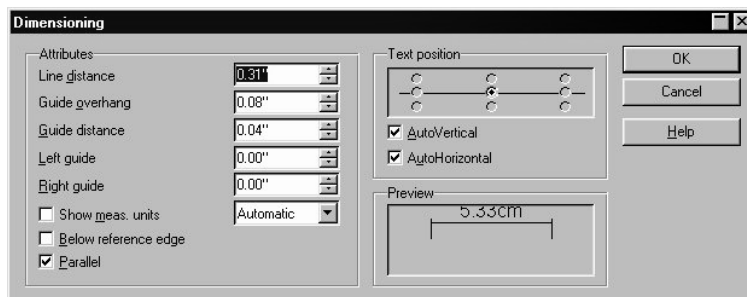 Dimensioning
Attributes
Line distance
0.31"
Guide overhang
0.08"
Guide distance
0.04"
Left guide
0.00"
Right guide
0.00"
Show meas. units
Automatic
Below reference edge
Parallel
Text position
AutoVertical
AutoHorizontal
Preview
5.33cm
OK
Cancel
Help